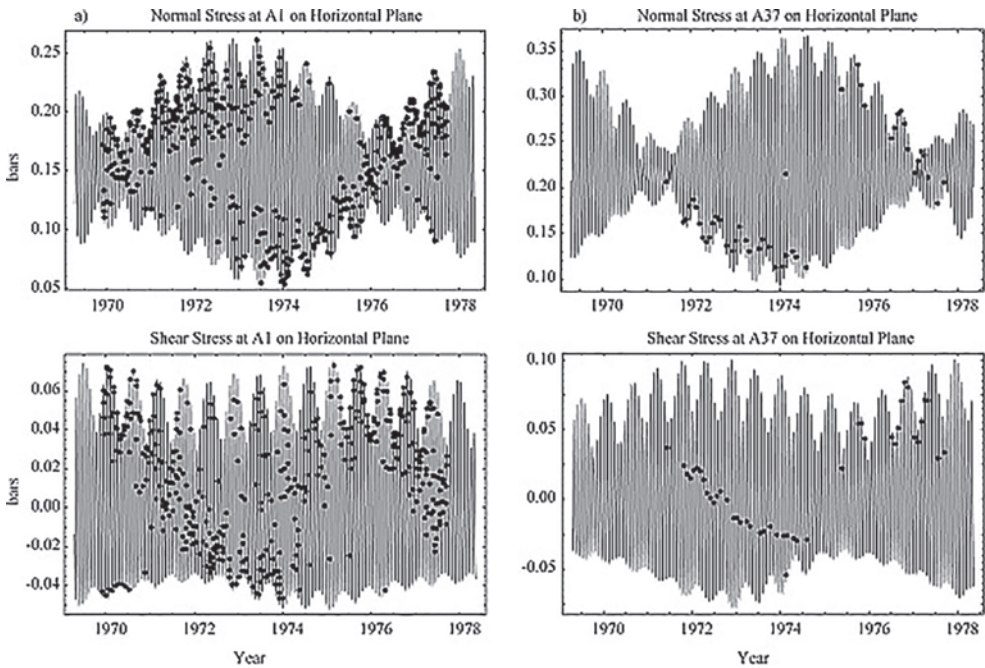 a) Normal Stress at A1 on Horizontal Plane
0.25
0.20
0.15
0.10
0.05
bars
1970 1972 1974 1976 1978
b) Normal Stress at A37 on Horizontal Plane
0.35
0.30
0.25
0.20
0.15
0.10
1970 1972 1974 1976 1978
Shear Stress at A1 on Horizontal Plane
0.06
0.04
0.02
0.00
-0.02
-0.04
bars
1970 1972 1974 1976 1978
Year
Shear Stress at A37 on Horizontal Plane
0.10
0.05
0.00
-0.05
1970 1972 1974 1976 1978
Year